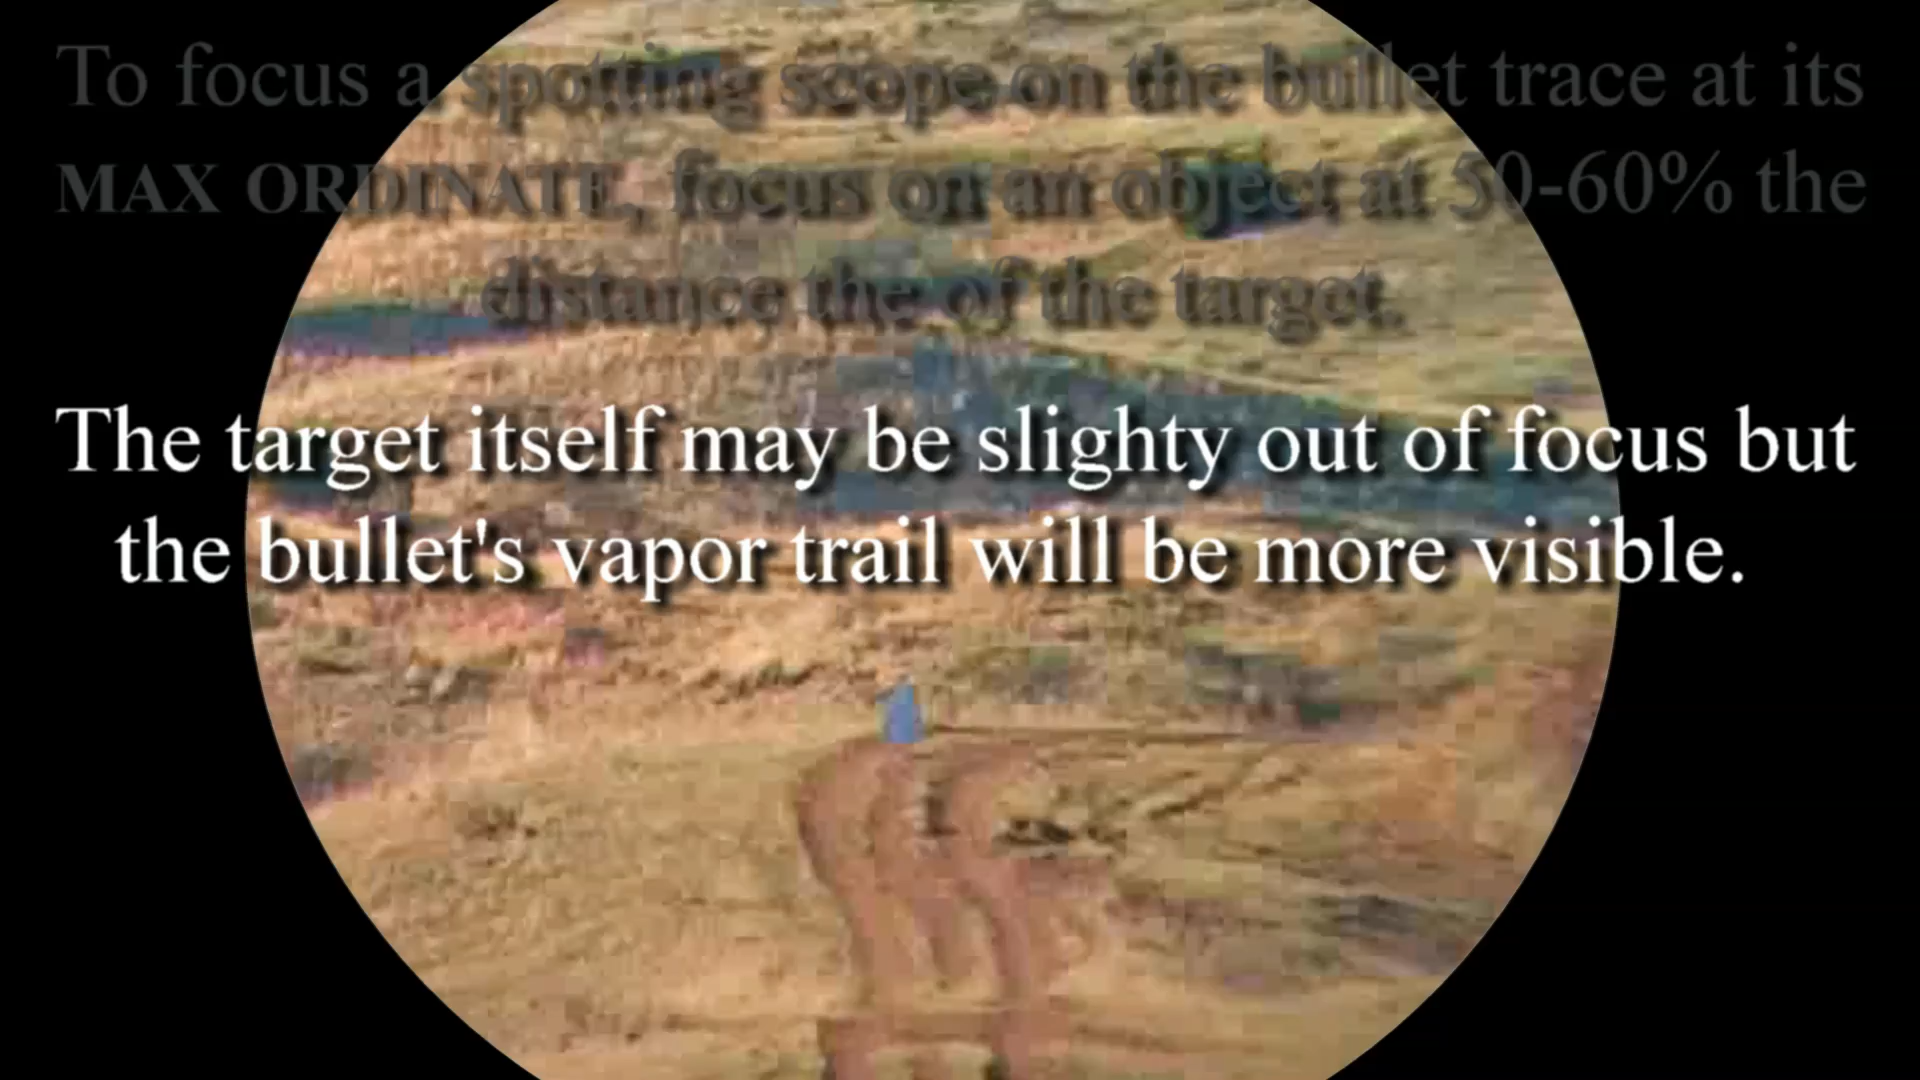 To focus a spotting scope on the bullet trace at its
MAX ORDINATE, focus on an object at 50-60% the
distance the of the target.
The target itself may be slighty out of focus but
the bullet's vapor trail will be more visible.